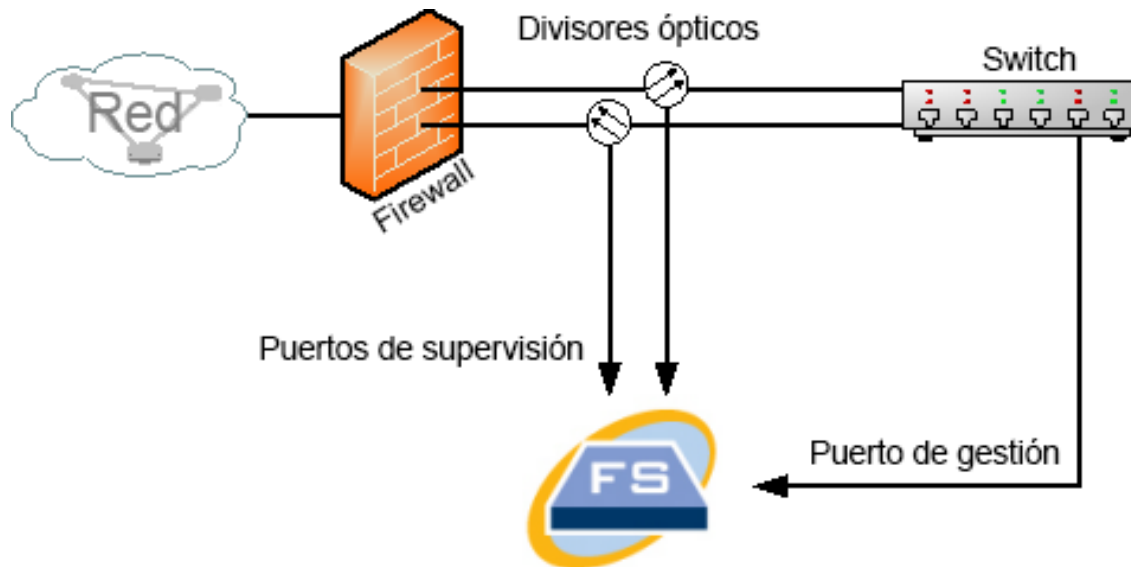 Divisores ópticos
Switch
Red
Firewall
Puertos de supervisión
Puerto de gestión
FS